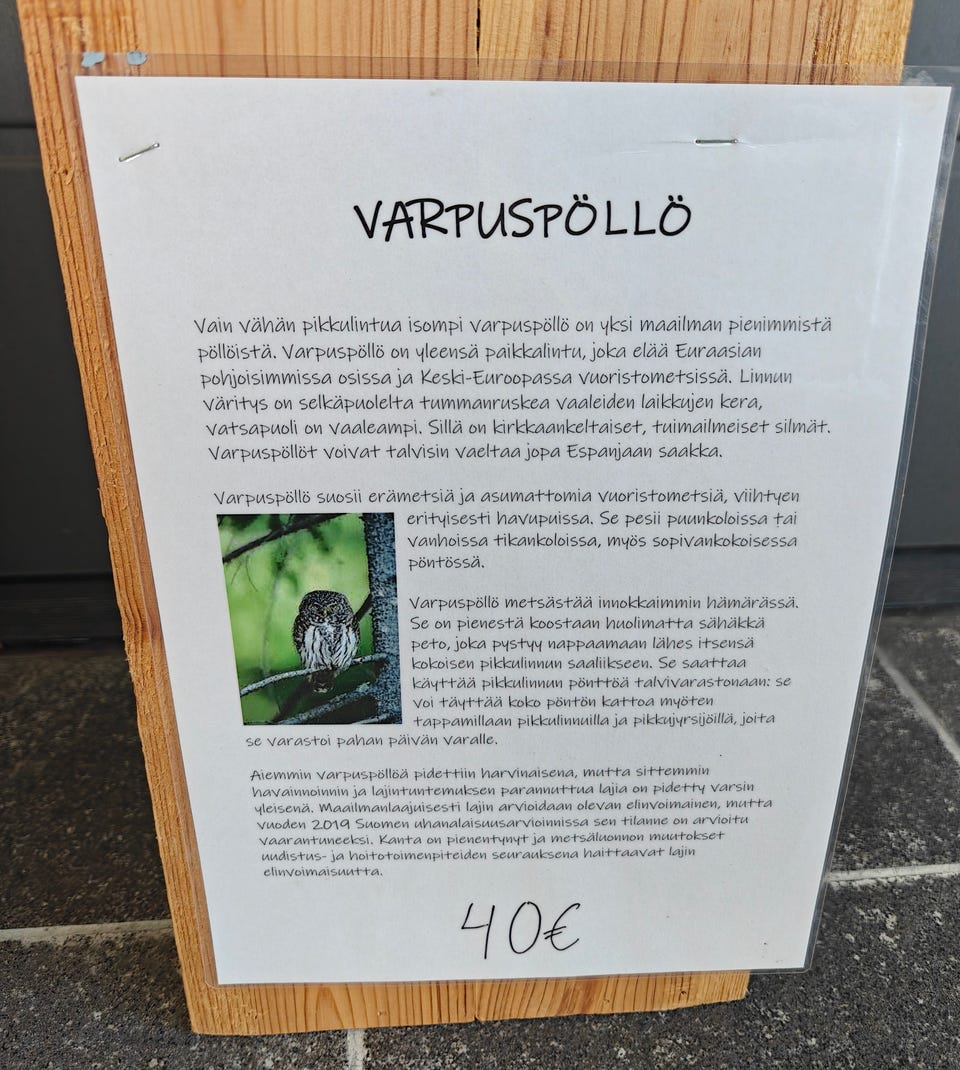 VARPUSPÖLLÖ
Vain vähän pikkulintua isompi varpuspöllö on yksi maailman pienimmistä
pöllöistä. Varpuspöllö on yleensä paikkalintu, joka elää Euraasian
pohjoisimmissa osissa ja Keski-Euroopassa vuoristometsissä. Linnun
väritys on selkäpuolelta tummanruskea vaaleiden laikkujen kera,
vatsapuoli on vaaleampi. Sillä on kirkkaankeltaiset, tuimailmeiset silmät.
Varpuspöllöt voivat talvisin vaeltaa jopa Espanjaan saakka.
Varpuspöllö suosii erämetsiä ja asumattomia vuoristometsiä, viihtyen
erityisesti havupuissa. Se pesii puunkoloissa tai
vanhoissa tikankoloissa, myös sopivankokoisessa
pöntössä.
Varpuspöllö metsästää innokkaimmin hämärässä.
Se on pienestä koostaan huolimatta sähäkkä
peto, joka pystyy nappaamaan lähes itsensä
kokoisen pikkulinnun saaliikseen. Se saattaa
käyttää pikkulinnun pönttöä talvivarastonaan: se
voi täyttää koko pöntön kattoa myöten
tappamillaan pikkulinnuilla ja pikkujyrsijöillä, joita
se varastoi pahan päivän varalle.
Aiemmin varpuspöllöä pidettiin harvinaisena, mutta sittemmin
havainnoinnin ja lajintuntemuksen parannuttua lajia on pidetty varsin
yleisenä. Maailmanlaajuisesti lajin arvioidaan olevan elinvoimainen, mutta
vuoden 2019 Suomen uhanalaisuusarvioinnissa sen tilanne on arvioitu
vaarantuneeksi. Kanta on pienentynyt ja metsäluonnon muutokset
uudistus- ja hoitotoimenpiteiden seurauksena haittaavat lajin
elinvoimaisuutta.
40€